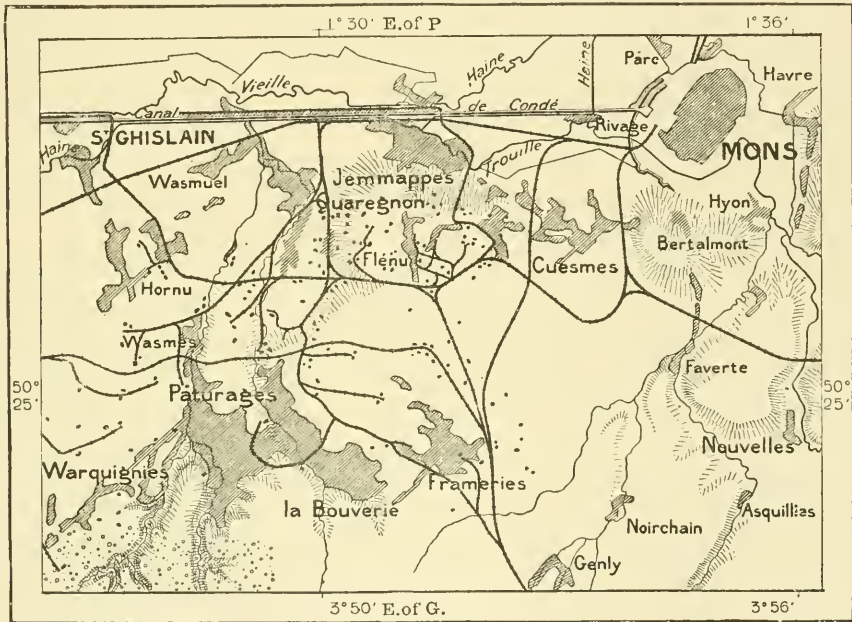 1° 30' E. of P
1° 36'
Parc
Haine
Haine
Vieille
Havre
Canal
de Condé
Rivage
Haine
ST GHISLAIN
Trouille
MONS
Wasmuel
Jemmappes
Quaregnon
Hyon
Bertalmont
Flénu
Cuesmes
Hornu
Wasmes
Faverte
50°
25'
50°
25'
Pâturages
Nouvelles
Warquignies
Frameries
la Bouverie
Noirchain
Asquillies
Genly
3° 50' E. of G.
3° 56'